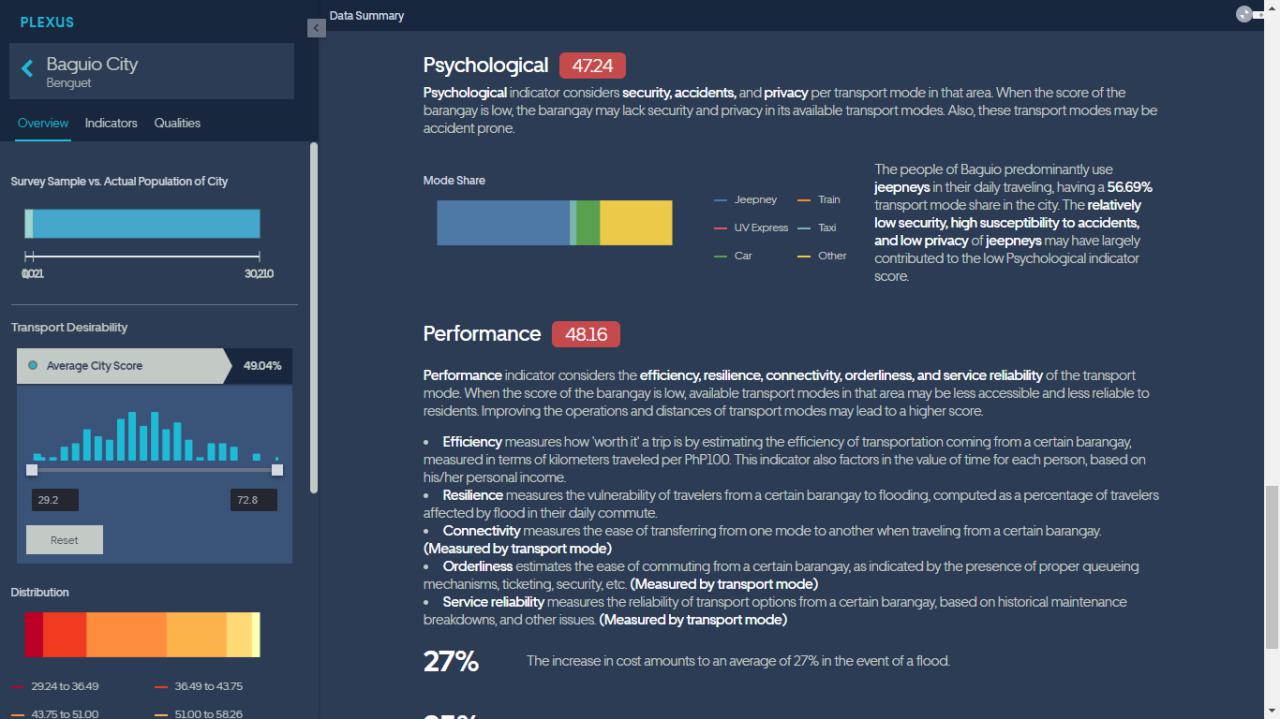 PLEXUS
Baguio City
Benguet
Overview
Indicators
Qualities
Survey Sample vs. Actual Population of City
30,210
Transport Desirability
Average City Score
49.04%
29.2
72.8
Reset
Distribution
29.24 to 36.49
36.49 to 43.75
43.75 to 51.00
51.00 to 58.26
Data Summary
Psychological
47.24
Psychological indicator considers security, accidents, and privacy per transport mode in that area. When the score of the
barangay is low, the barangay may lack security and privacy in its available transport modes. Also, these transport modes may be
accident prone.
Mode Share
Jeepney
Train
UV Express
Taxi
Car
Other
The people of Baguio predominantly use
jeepneys in their daily traveling, having a 56.69%
transport mode share in the city. The relatively
low security, high susceptibility to accidents,
and low privacy of jeepneys may have largely
contributed to the low Psychological indicator
score.
Performance
48.16
Performance indicator considers the efficiency, resilience, connectivity, orderliness, and service reliability of the transport
mode. When the score of the barangay is low, available transport modes in that area may be less accessible and less reliable to
residents. Improving the operations and distances of transport modes may lead to a higher score.
• Efficiency measures how 'worth it' a trip is by estimating the efficiency of transportation coming from a certain barangay,
measured in terms of kilometers traveled per PhP100. This indicator also factors in the value of time for each person, based on
his/her personal income.
• Resilience measures the vulnerability of travelers from a certain barangay to flooding, computed as a percentage of travelers
affected by flood in their daily commute.
• Connectivity measures the ease of transferring from one mode to another when traveling from a certain barangay.
(Measured by transport mode)
• Orderliness estimates the ease of commuting from a certain barangay, as indicated by the presence of proper queueing
mechanisms, ticketing, security, etc. (Measured by transport mode)
• Service reliability measures the reliability of transport options from a certain barangay, based on historical maintenance
breakdowns, and other issues. (Measured by transport mode)
27%
The increase in cost amounts to an average of 27% in the event of a flood.